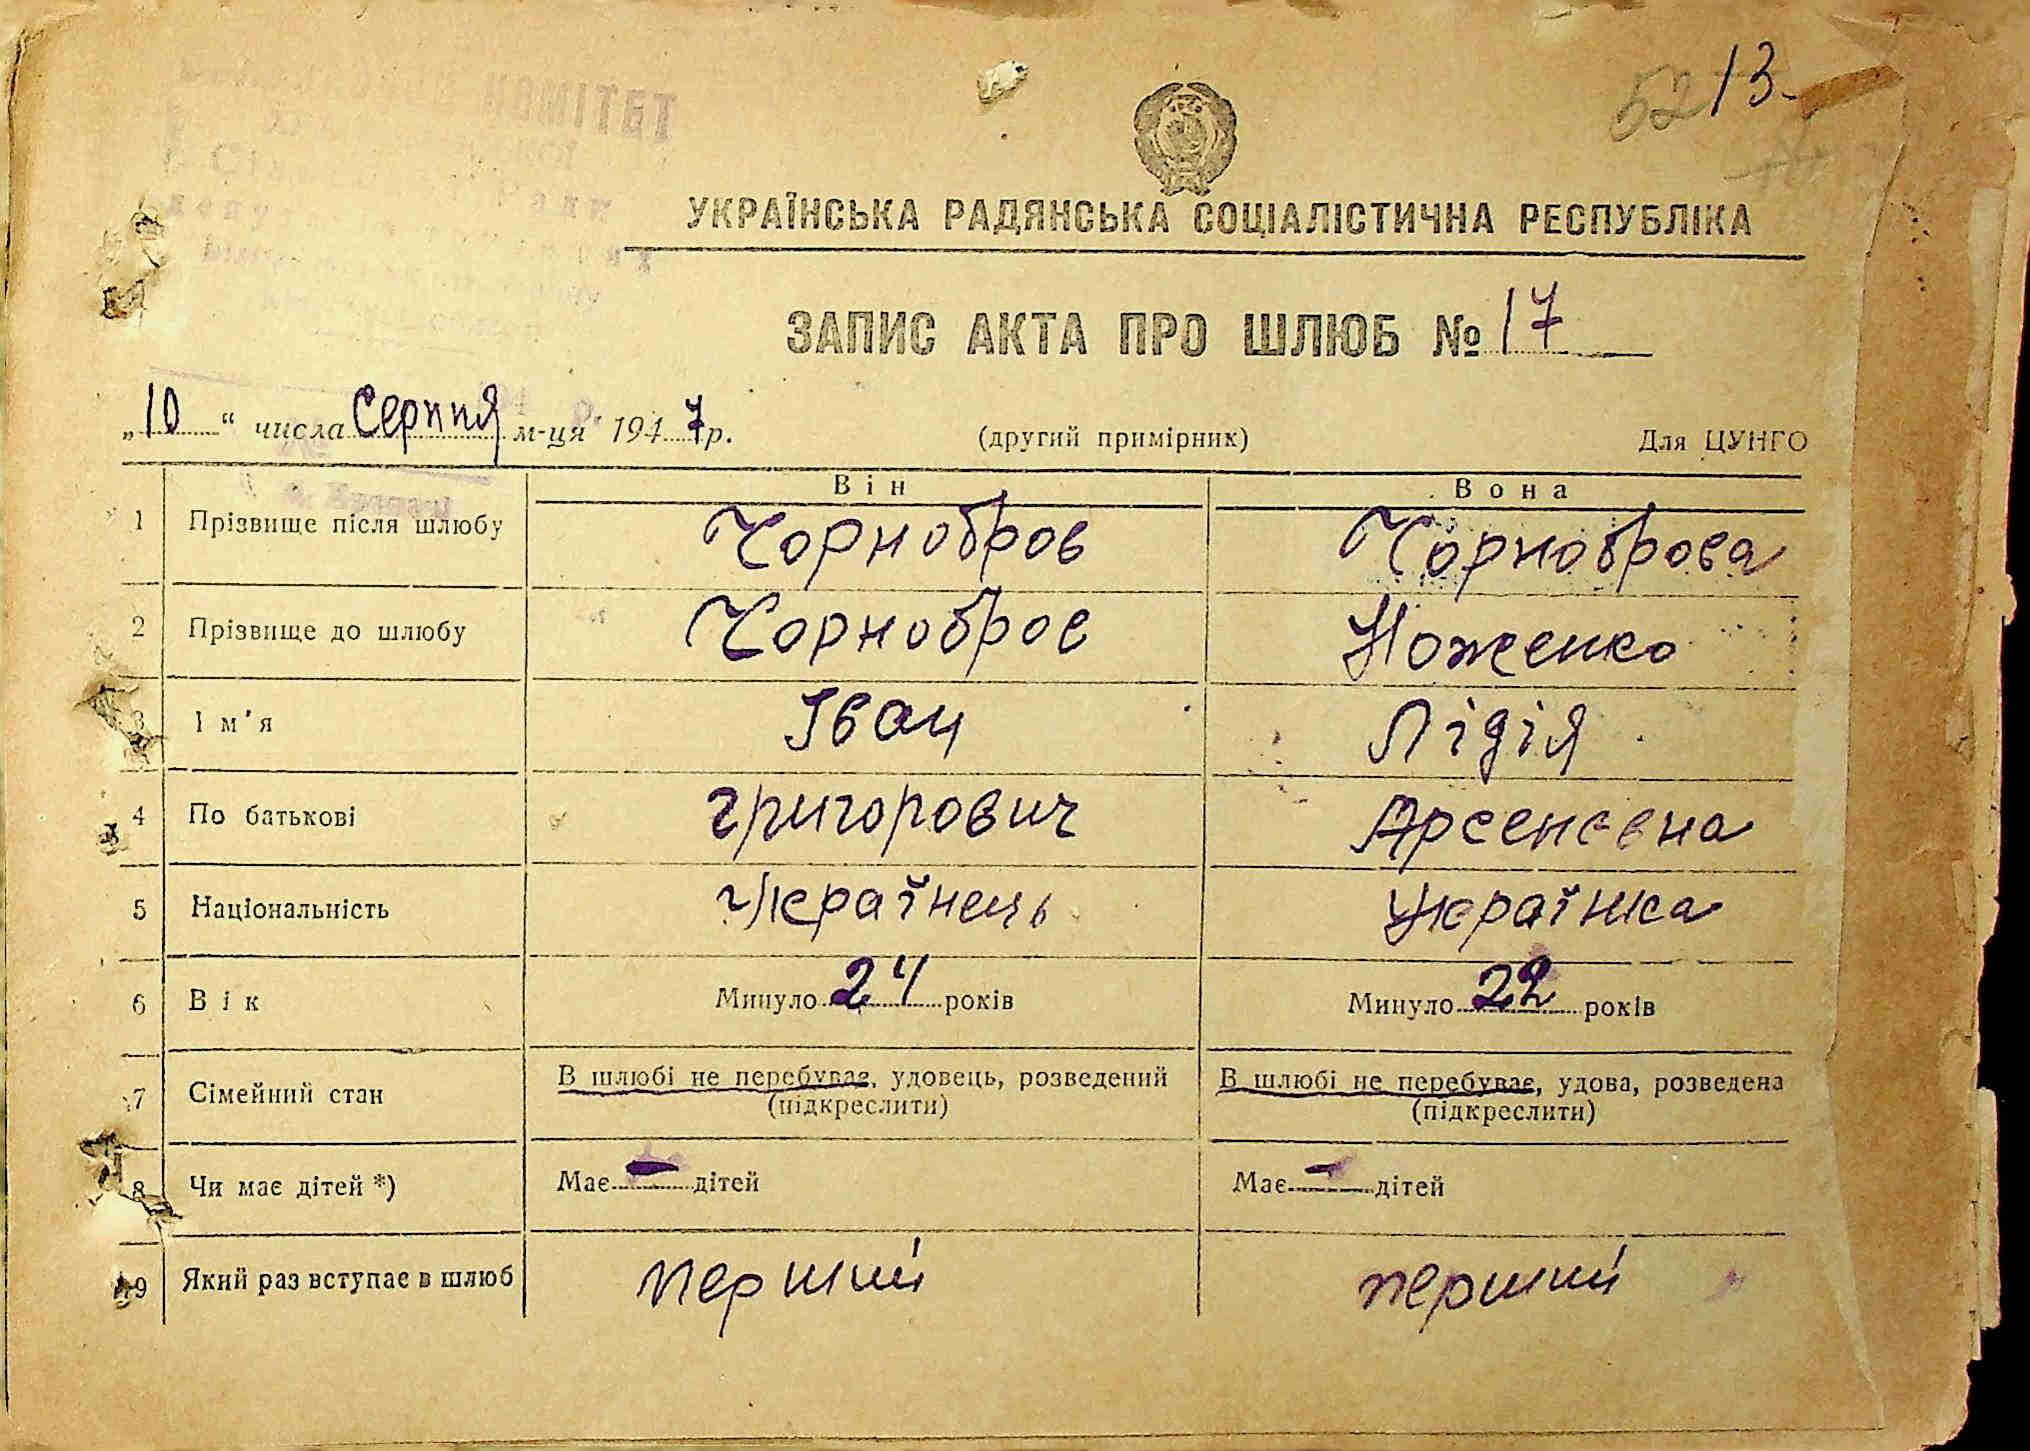 52 13
УКРАЇНСЬКА РАДЯНСЬКА СОЦІАЛІСТИЧНА РЕСПУБЛІКА
ЗАПИС АКТА ПРО ШЛЮБ № 17
„10“ числа Серпня м-ця 1947р. (другий примірник) Для ЦУНГО
Він Вона
1 Прізвище після шлюбу Чорнобров Чорноброва
2 Прізвище до шлюбу Чорнобров Ноженко
3 Ім'я Іван Лідія
4 По батькові Григорович Арсенєвна
5 Національність Українець Українка
6 Вік Минуло 24 років Минуло 22 років
7 Сімейний стан В шлюбі не перебуває, удовець, розведений В шлюбі не перебуває, удова, розведена
(підкреслити) (підкреслити)
8 Чи має дітей *) Має - дітей Має - дітей
9 Який раз вступає в шлюб перший перший